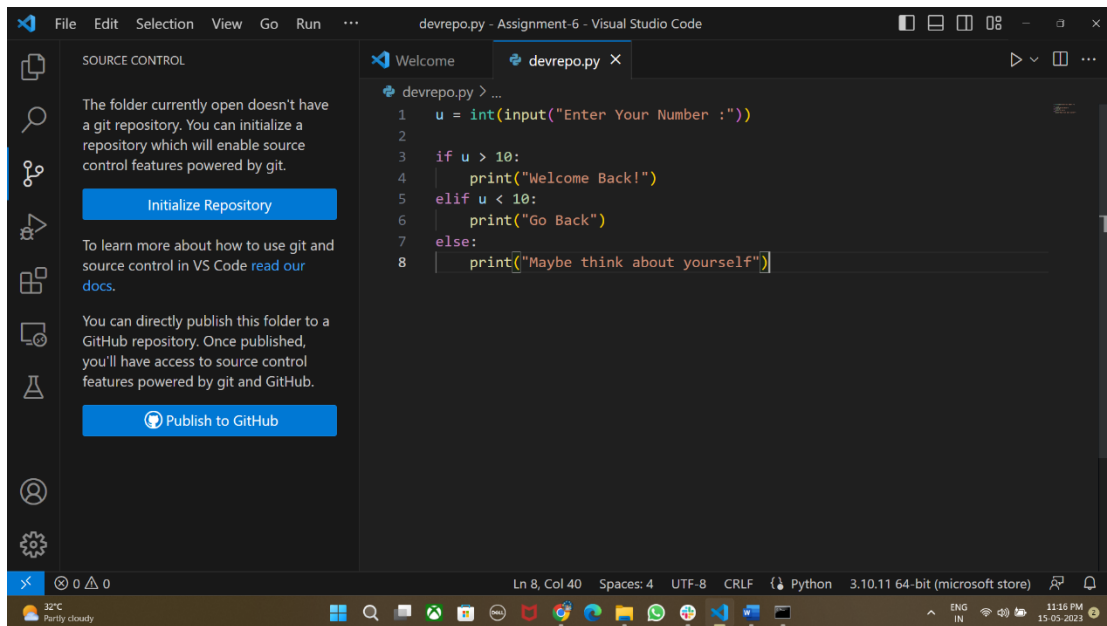 File Edit Selection View Go Run ··· devrepo.py - Assignment-6 - Visual Studio Code
SOURCE CONTROL
The folder currently open doesn't have
a git repository. You can initialize a
repository which will enable source
control features powered by git.
Initialize Repository
To learn more about how to use git and
source control in VS Code read our
docs.
You can directly publish this folder to a
GitHub repository. Once published,
you'll have access to source control
features powered by git and GitHub.
Publish to GitHub
Welcome devrepo.py
devrepo.py > ...
1 u = int(input("Enter Your Number :"))
2
3 if u > 10:
4     print("Welcome Back!")
5 elif u < 10:
6     print("Go Back")
7 else:
8     print("Maybe think about yourself")
0 0 Ln 8, Col 40 Spaces: 4 UTF-8 CRLF Python 3.10.11 64-bit (microsoft store)
32°C
Partly cloudy
ENG
IN
11:16 PM
15-05-2023
2